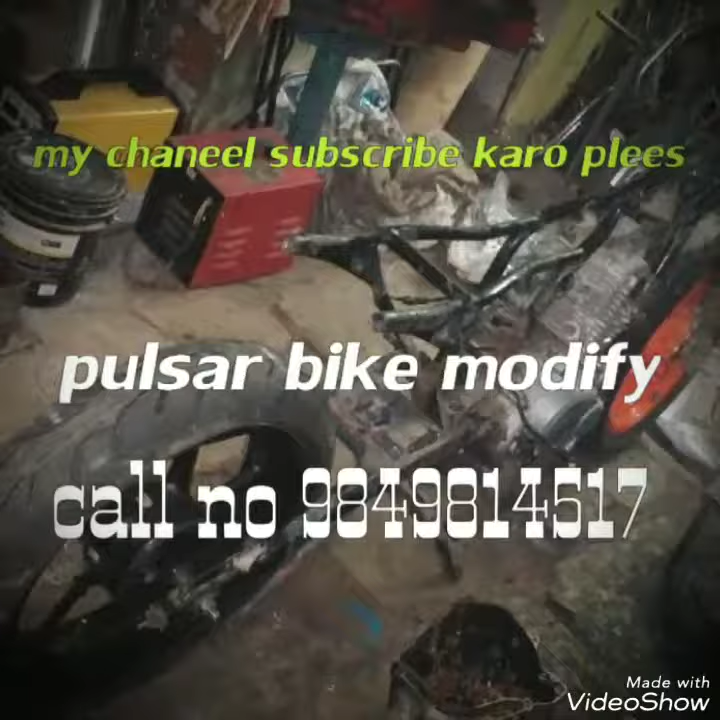 my chaneel subscribe karo plees
pulsar bike modify
call no 9849814517
Made with
VideoShow